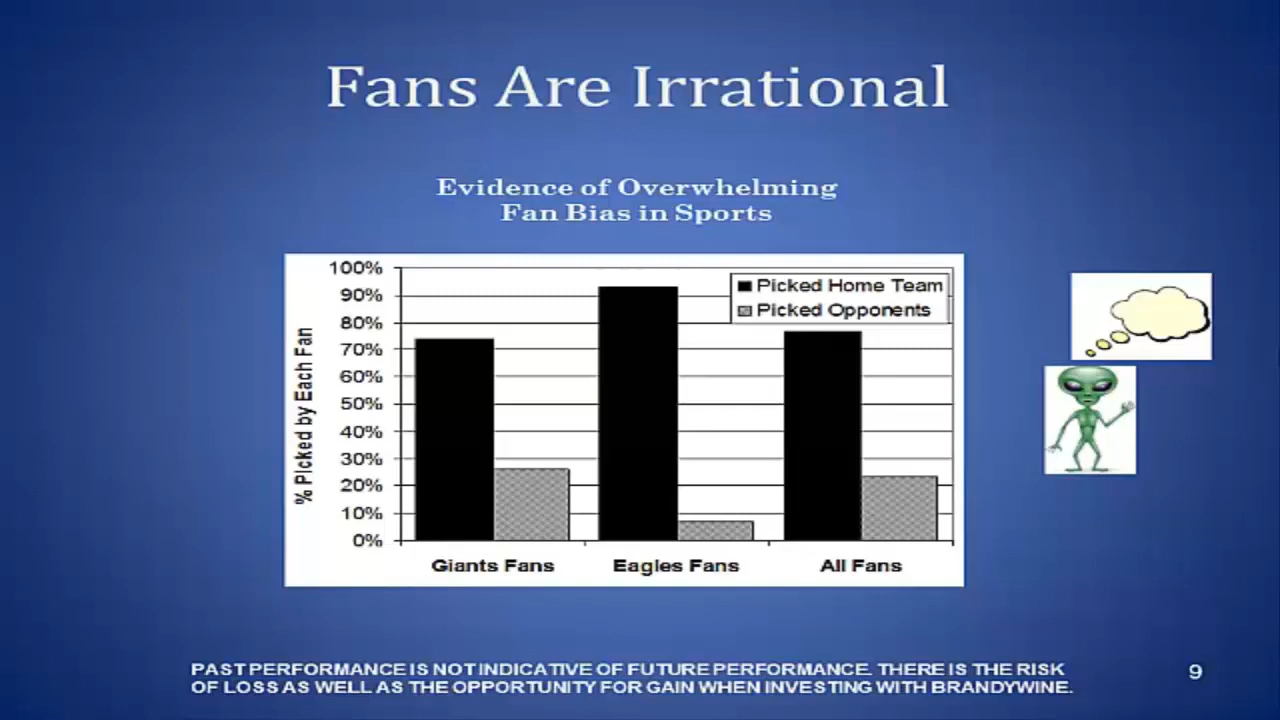 Fans Are Irrational
Evidence of Overwhelming
Fan Bias in Sports
% Picked by Each Fan
100%
90%
80%
70%
60%
50%
40%
30%
20%
10%
0%
Picked Home Team
Picked Opponents
Giants Fans
Eagles Fans
All Fans
PAST PERFORMANCE IS NOT INDICATIVE OF FUTURE PERFORMANCE. THERE IS THE RISK
OF LOSS AS WELL AS THE OPPORTUNITY FOR GAIN WHEN INVESTING WITH BRANDYWINE.
9